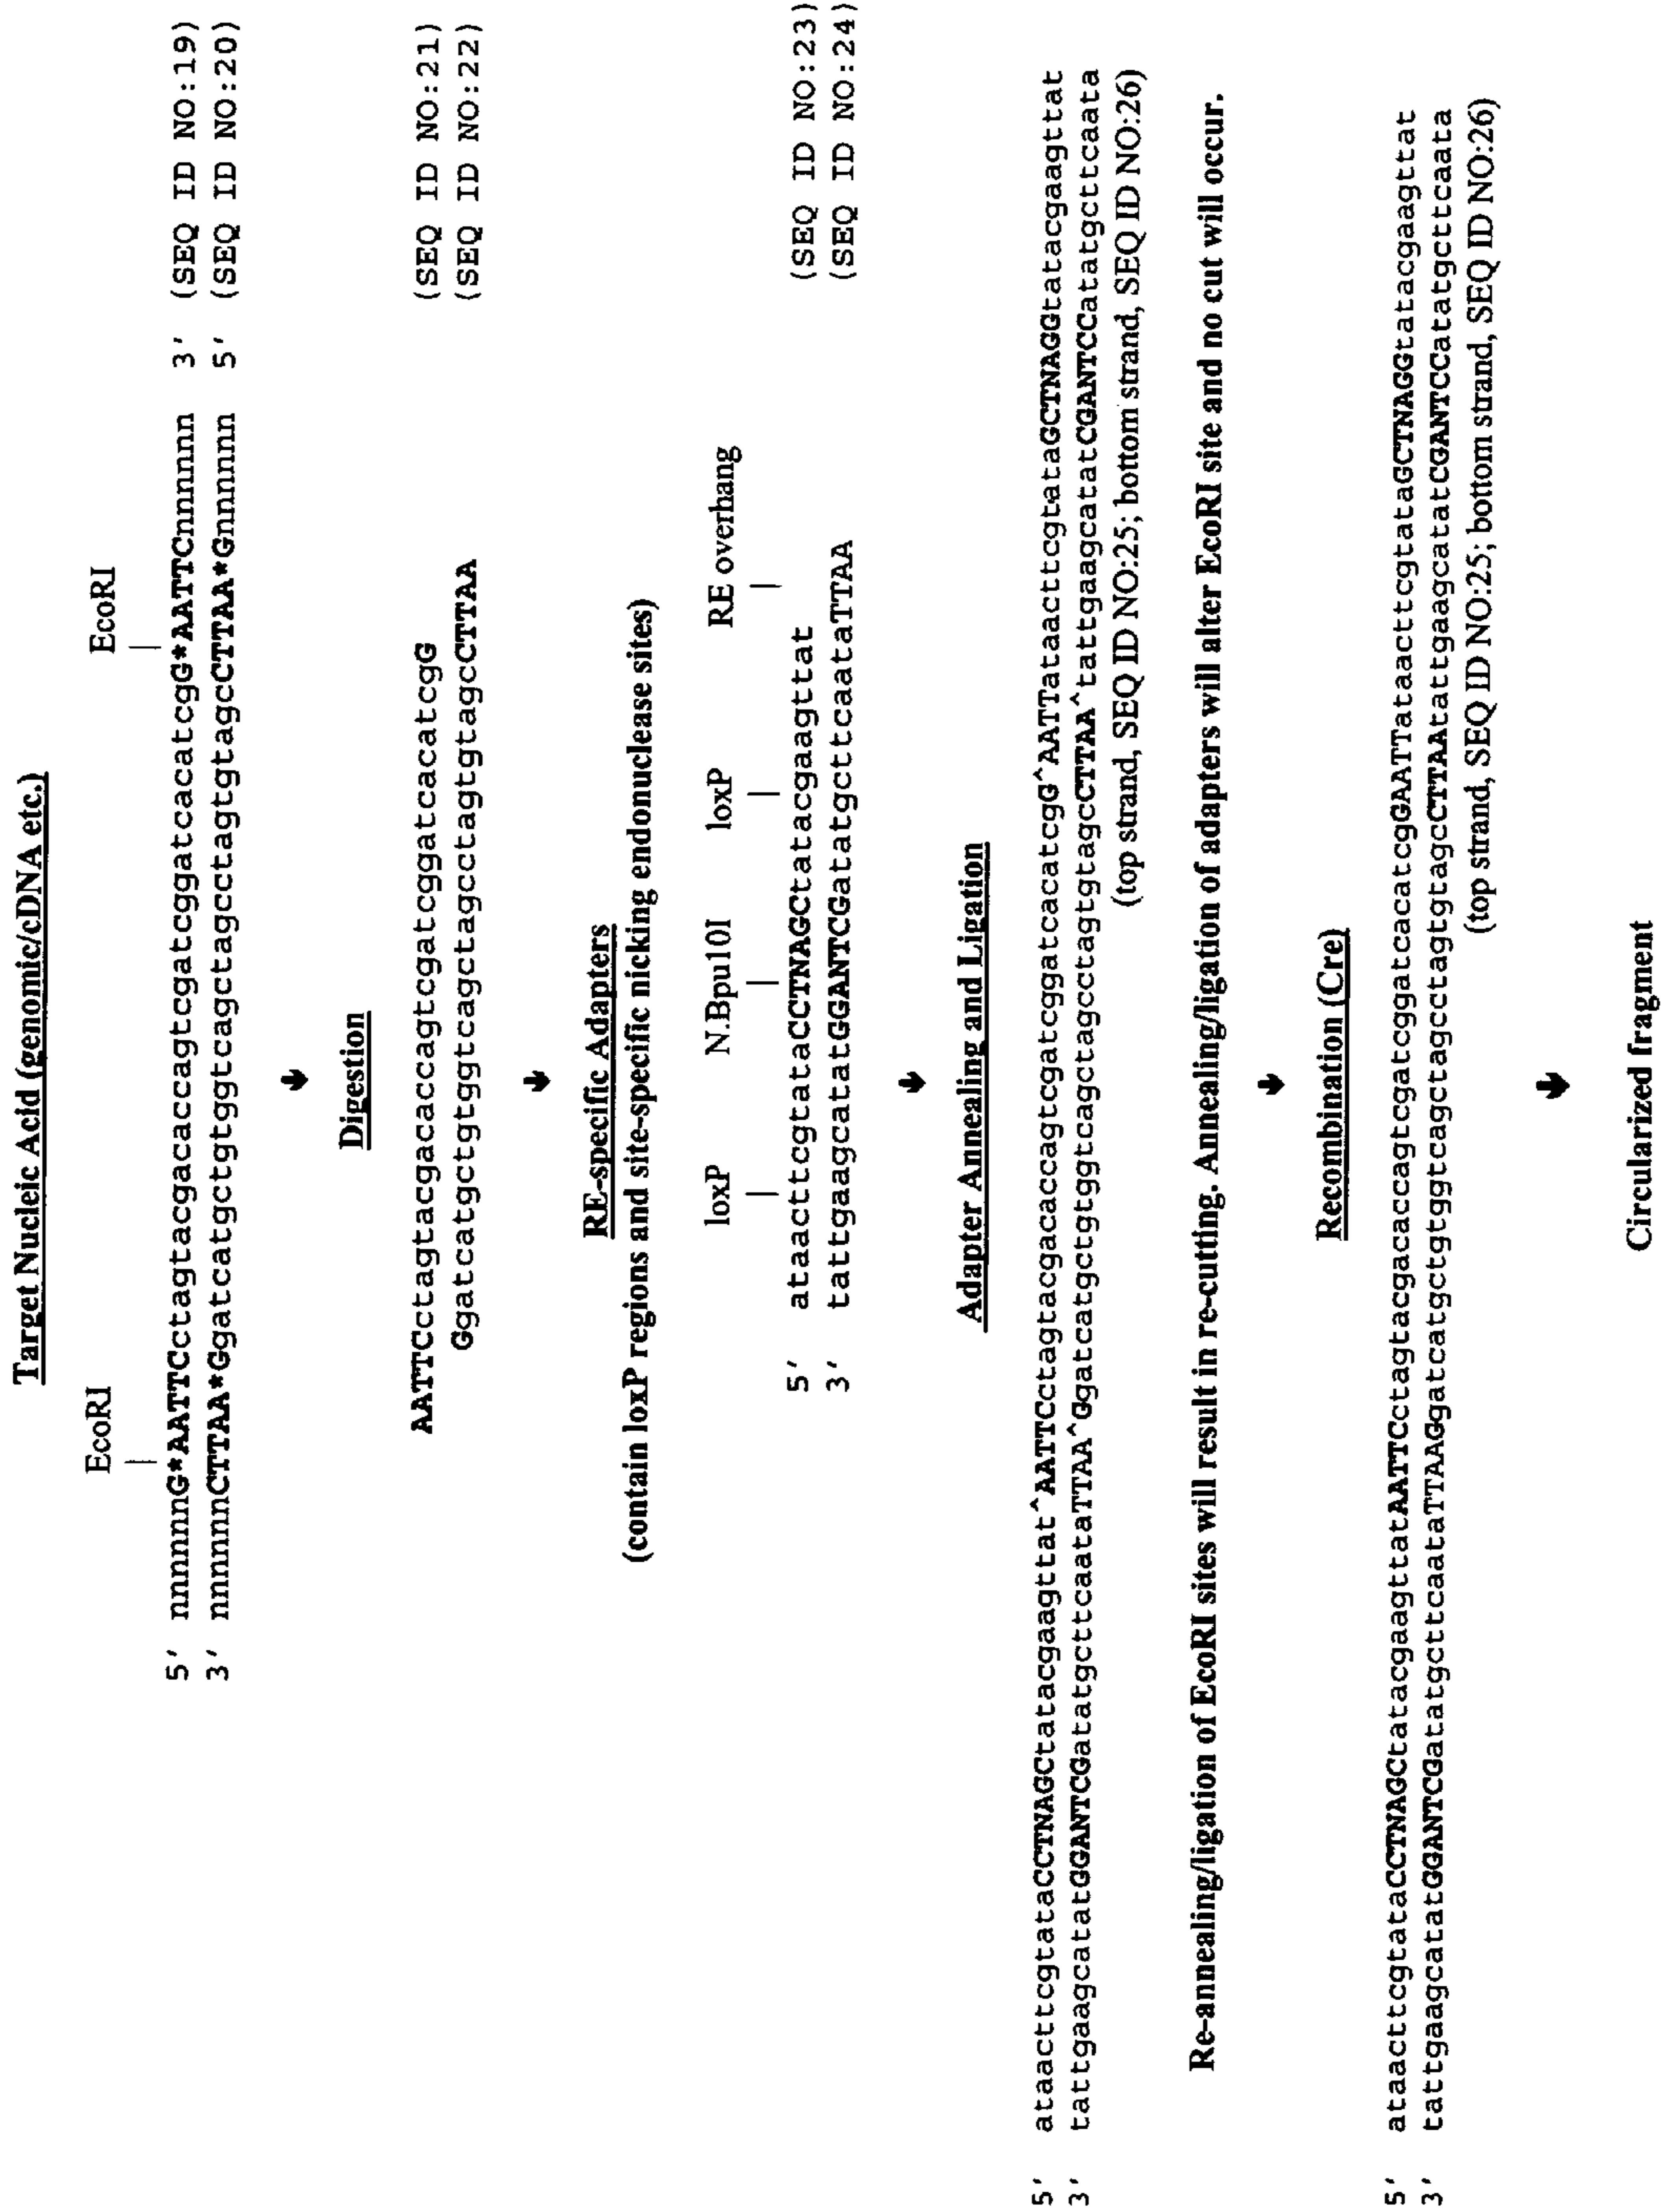 Target Nucleic Acid (genomic/cDNA etc.)
EcoRI EcoRI
5' nnnnnnG*AATTCctagtacgacaccagtcgatcggatcacatcgG*AATTCnnnnnn 3' (SEQ ID NO:19)
3' nnnnnnCTTAA*GgatcatgctgtggtcagctagcctagtgtagcCTTAA*Gnnnnnn 5' (SEQ ID NO:20)
Digestion
AATTCctagtacgacaccagtcgatcggatcacatcgG (SEQ ID NO:21)
GgatcatgctgtggtcagctagcctagtgtagcCTTAA (SEQ ID NO:22)
RE-specific Adapters
(contain loxP regions and site-specific nicking endonuclease sites)
loxP N.Bpu10I loxP RE overhang
5' ataacttcgtataCCTNAGCtatacgaagttat (SEQ ID NO:23)
3' tattgaagcatatGGANTCGatatgcttcaataTTAA (SEQ ID NO:24)
Adapter Annealing and Ligation
5' ataacttcgtataCCTNAGCtatacgaagttat^AATTCctagtacgacaccagtcgatcggatcacatcgG^AATTataacttcgtataGCTNAGGtatacgaagttat
3' tattgaagcatatGGANTCGatatgcttcaataTTAA^GgatcatgctgtggtcagctagcctagtgtagcCTTAA^tattgaagcatatCGANTCCatatgcttcaata
(top strand, SEQ ID NO:25; bottom strand, SEQ ID NO:26)
Re-annealing/ligation of EcoRI sites will result in re-cutting. Annealing/ligation of adapters will alter EcoRI site and no cut will occur.
Recombination (Cre)
5' ataacttcgtataCCTNAGCtatacgaagttatAATTCctagtacgacaccagtcgatcggatcacatcgGAATTataacttcgtataGCTNAGGtatacgaagttat
3' tattgaagcatatGGANTCGatatgcttcaataTTAAGgatcatgctgtggtcagctagcctagtgtagcCTTAAtattgaagcatatCGANTCCatatgcttcaata
(top strand, SEQ ID NO:25; bottom strand, SEQ ID NO:26)
Circularized fragment